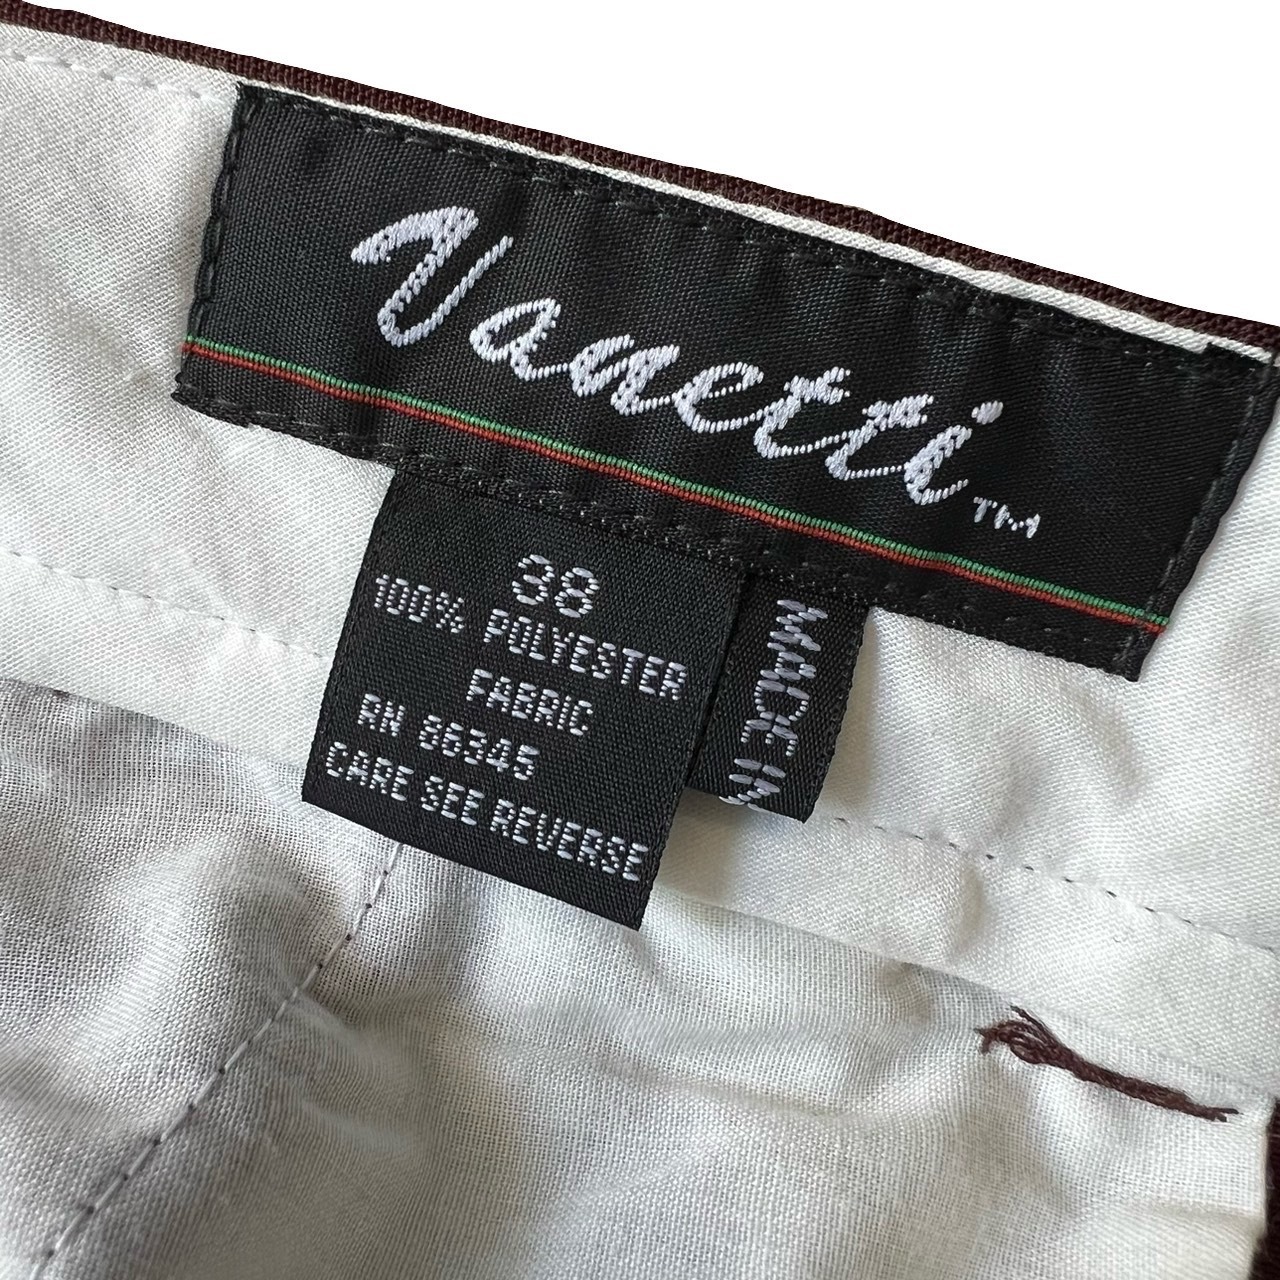 Vanetti
TM
38
100% POLYESTER
FABRIC
RN 86345
CARE SEE REVERSE
MADE IN